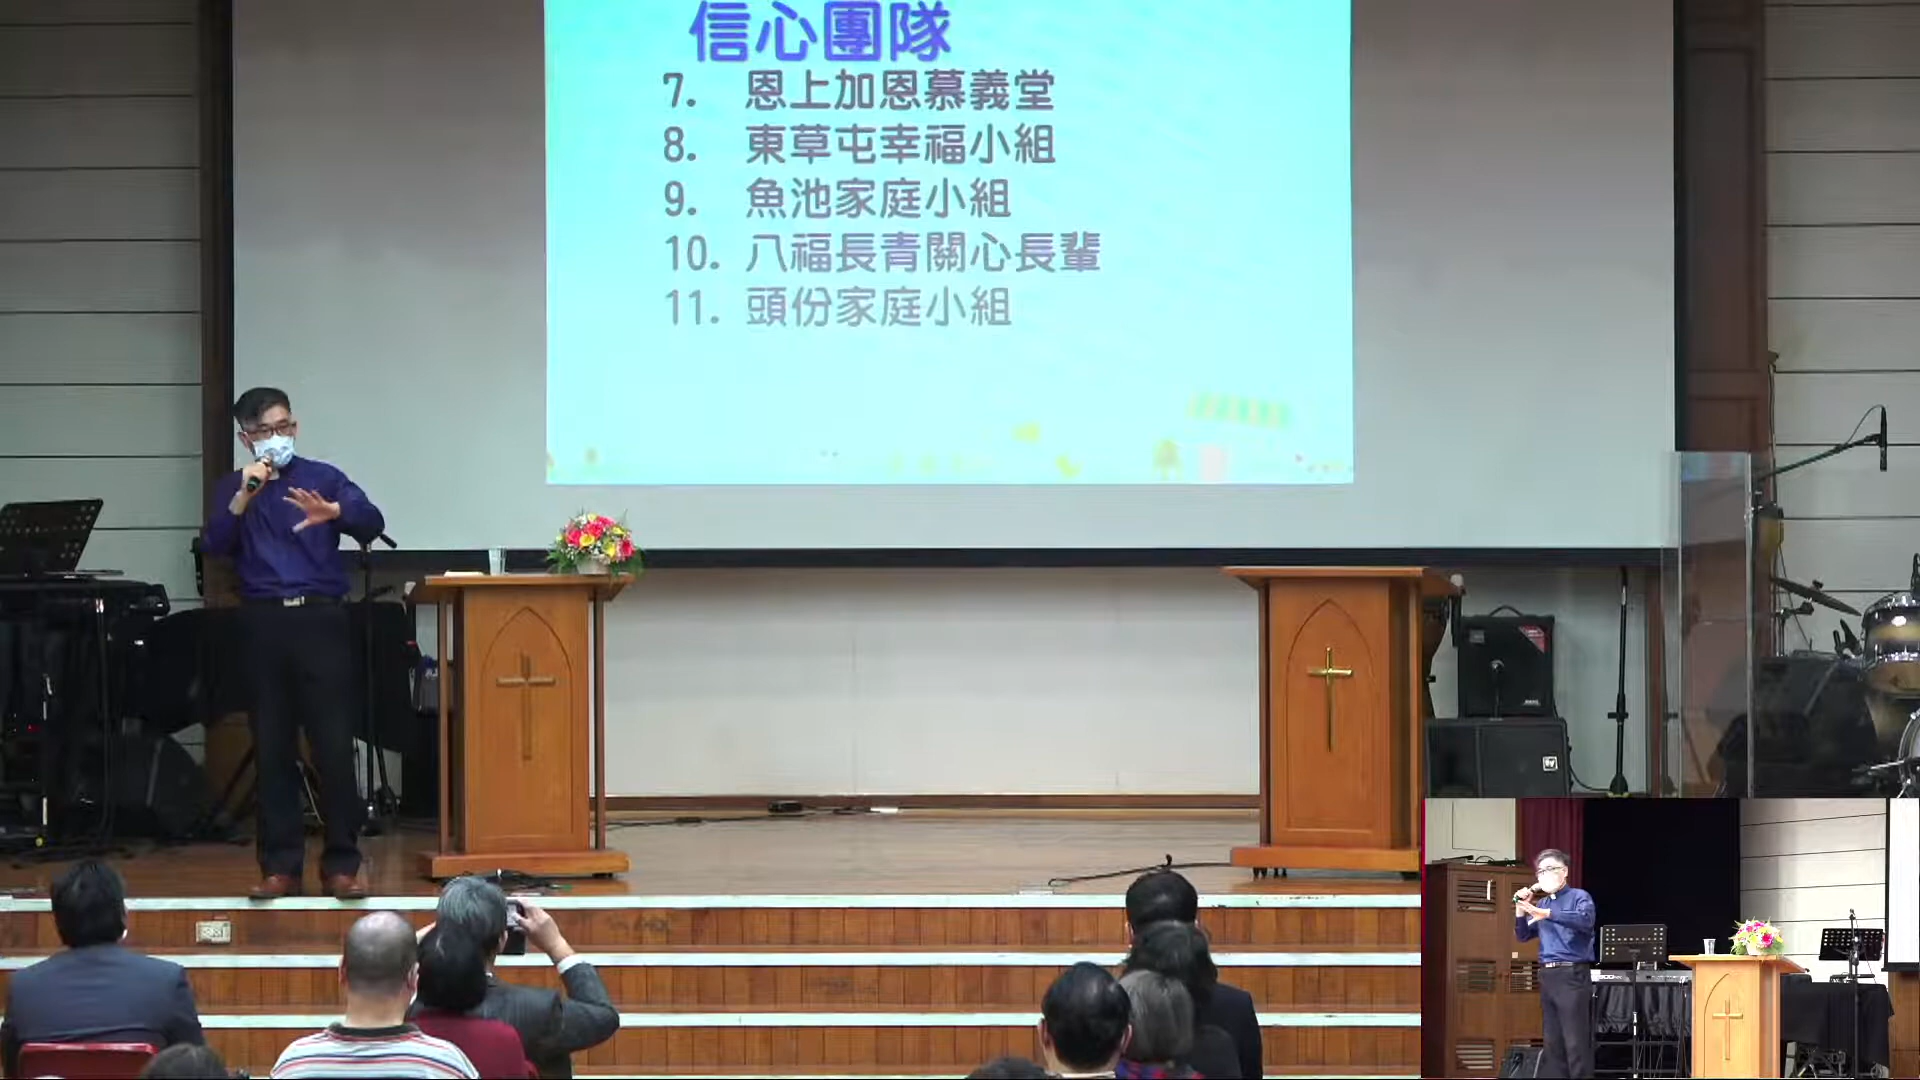 信心團隊
7. 恩上加恩慕義堂
8. 東草屯幸福小組
9. 魚池家庭小組
10. 八福長青關心長輩
11. 頭份家庭小組